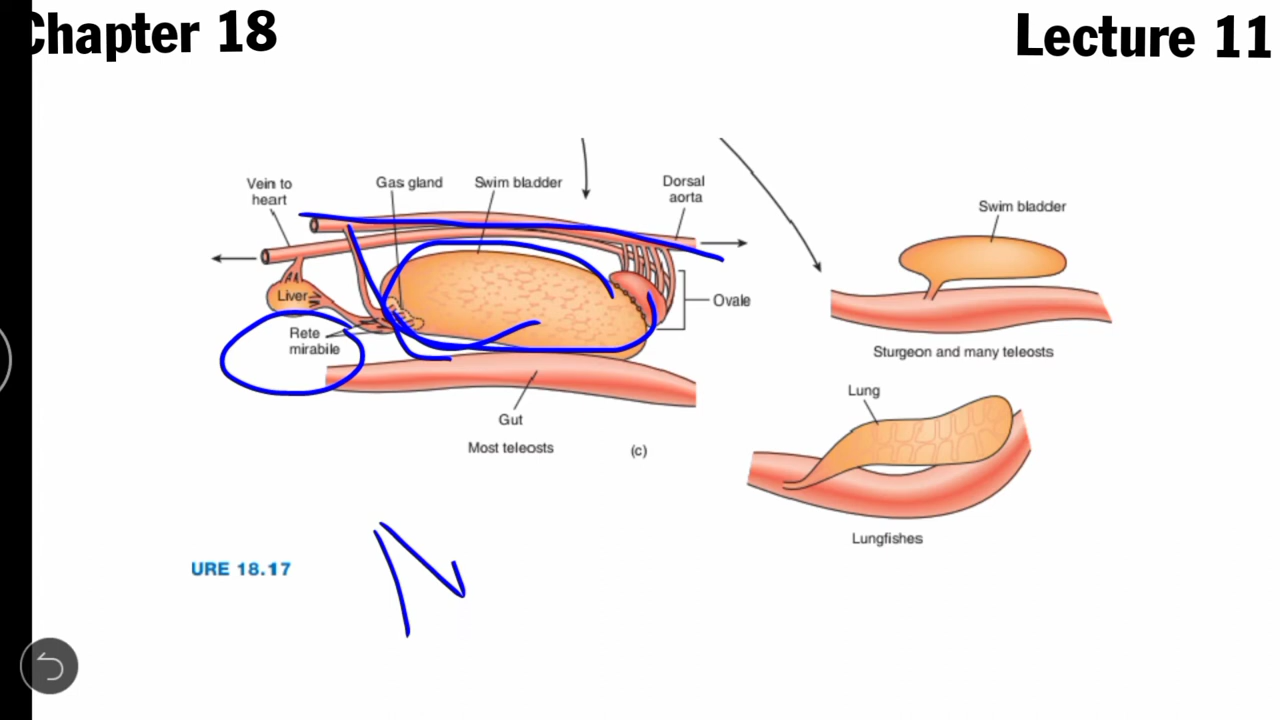 Chapter 18
Lecture 11
Vein to
heart
Gas gland
Swim bladder
Dorsal
aorta
Liver
Rete
mirabile
Ovale
Gut
Most teleosts
(c)
Swim bladder
Sturgeon and many teleosts
Lung
Lungfishes
URE 18.17
N